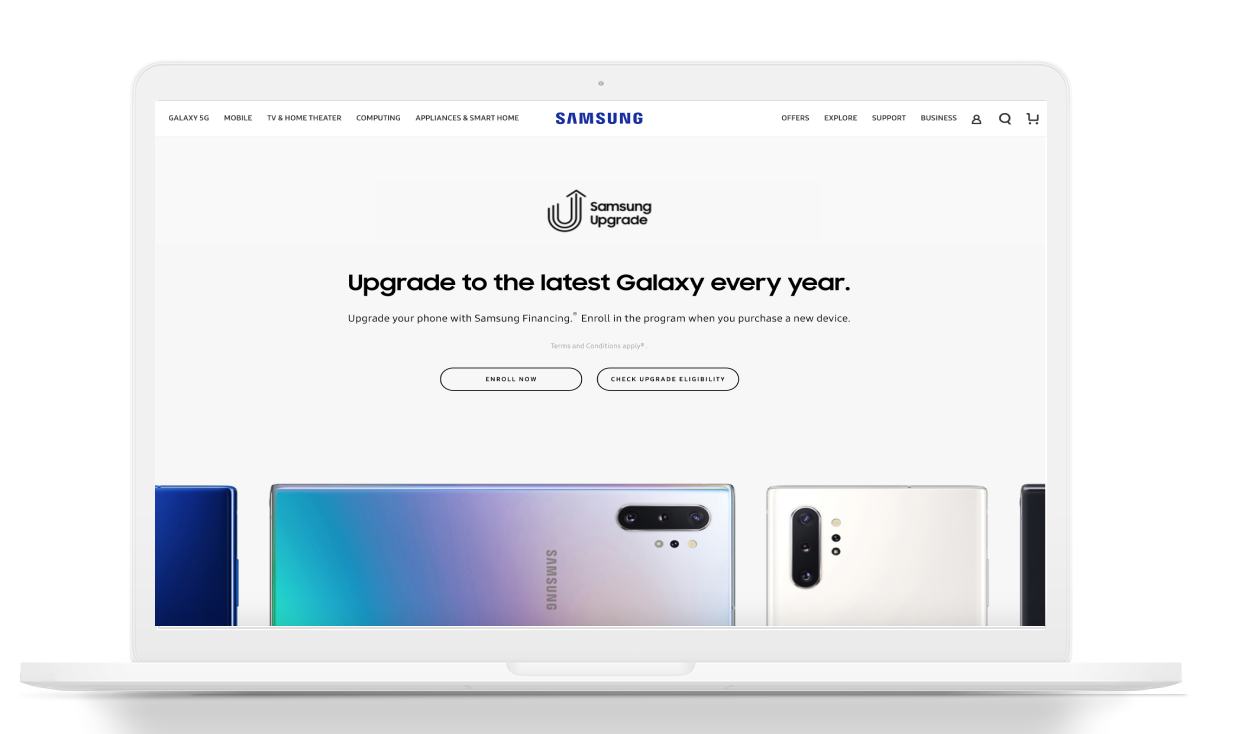 GALAXY 5G
MOBILE
TV & HOME THEATER
COMPUTING
APPLIANCES & SMART HOME
SAMSUNG
OFFERS
EXPLORE
SUPPORT
BUSINESS
Samsung
Upgrade
Upgrade to the latest Galaxy every year.
Upgrade your phone with Samsung Financing.® Enroll in the program when you purchase a new device.
Terms and Conditions apply®.
ENROLL NOW
CHECK UPGRADE ELIGIBILITY
SAMSUNG